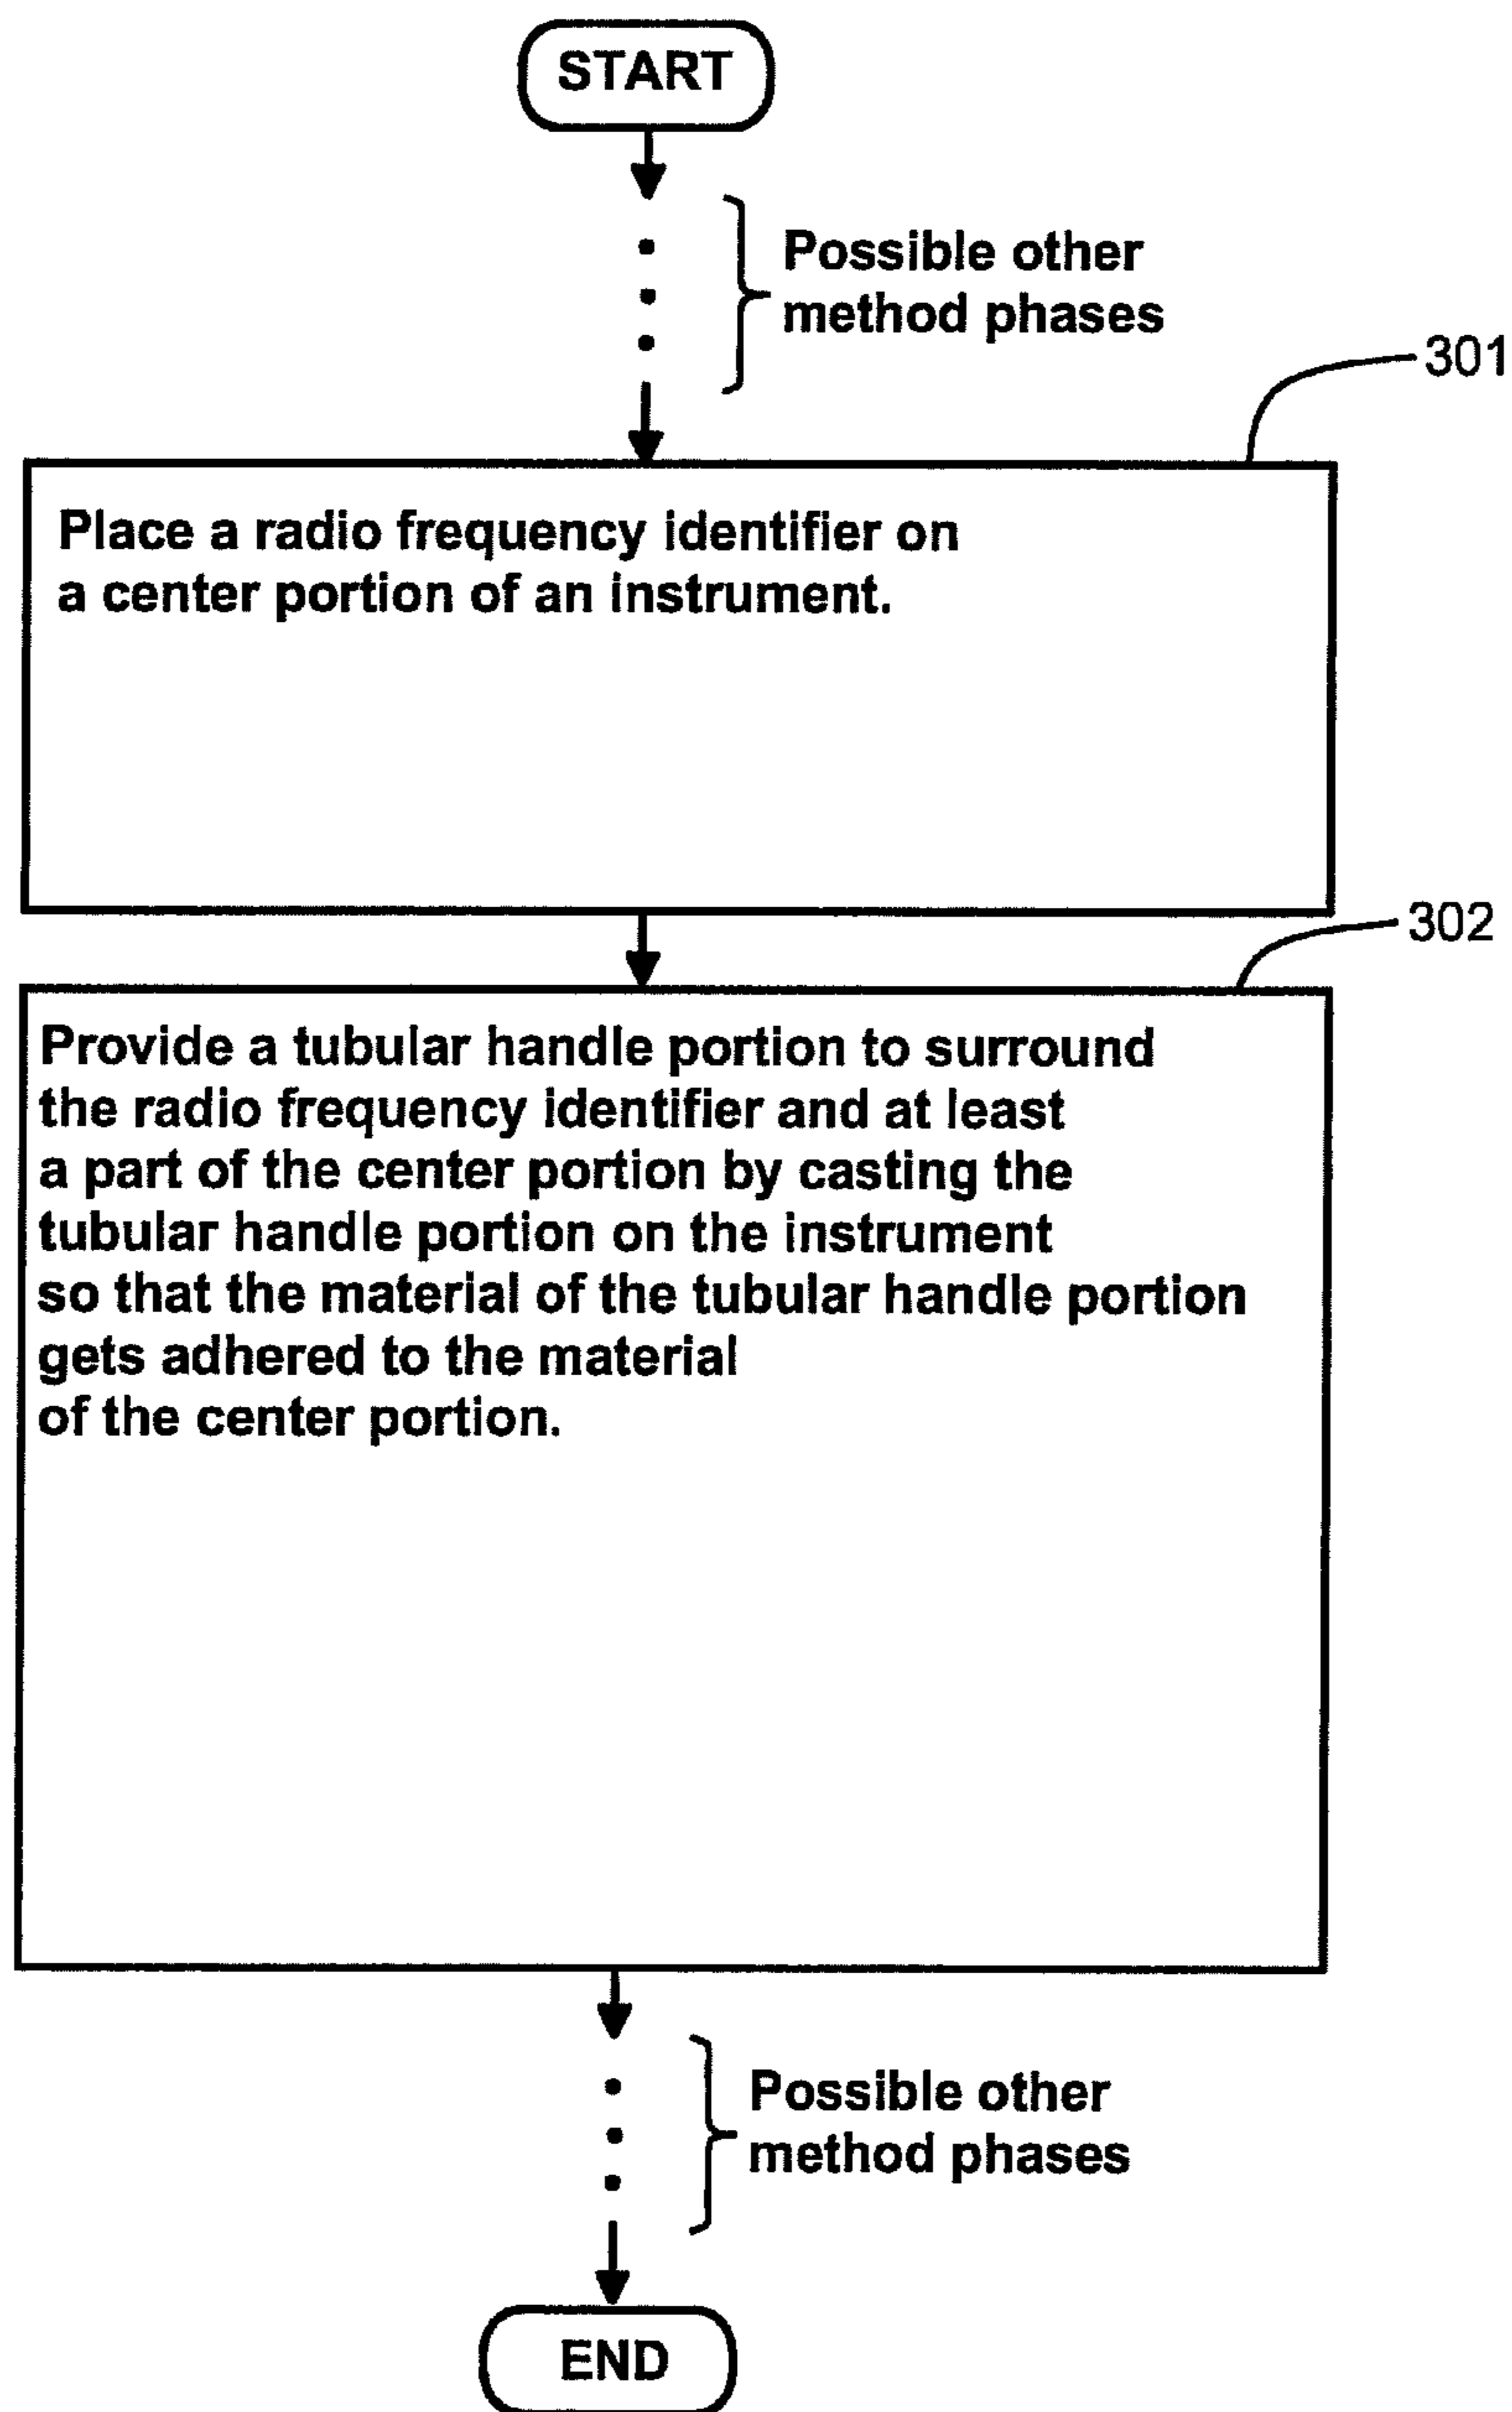 START
Possible other
method phases
301
Place a radio frequency identifier on
a center portion of an instrument.
302
Provide a tubular handle portion to surround
the radio frequency identifier and at least
a part of the center portion by casting the
tubular handle portion on the instrument
so that the material of the tubular handle portion
gets adhered to the material
of the center portion.
Possible other
method phases
END